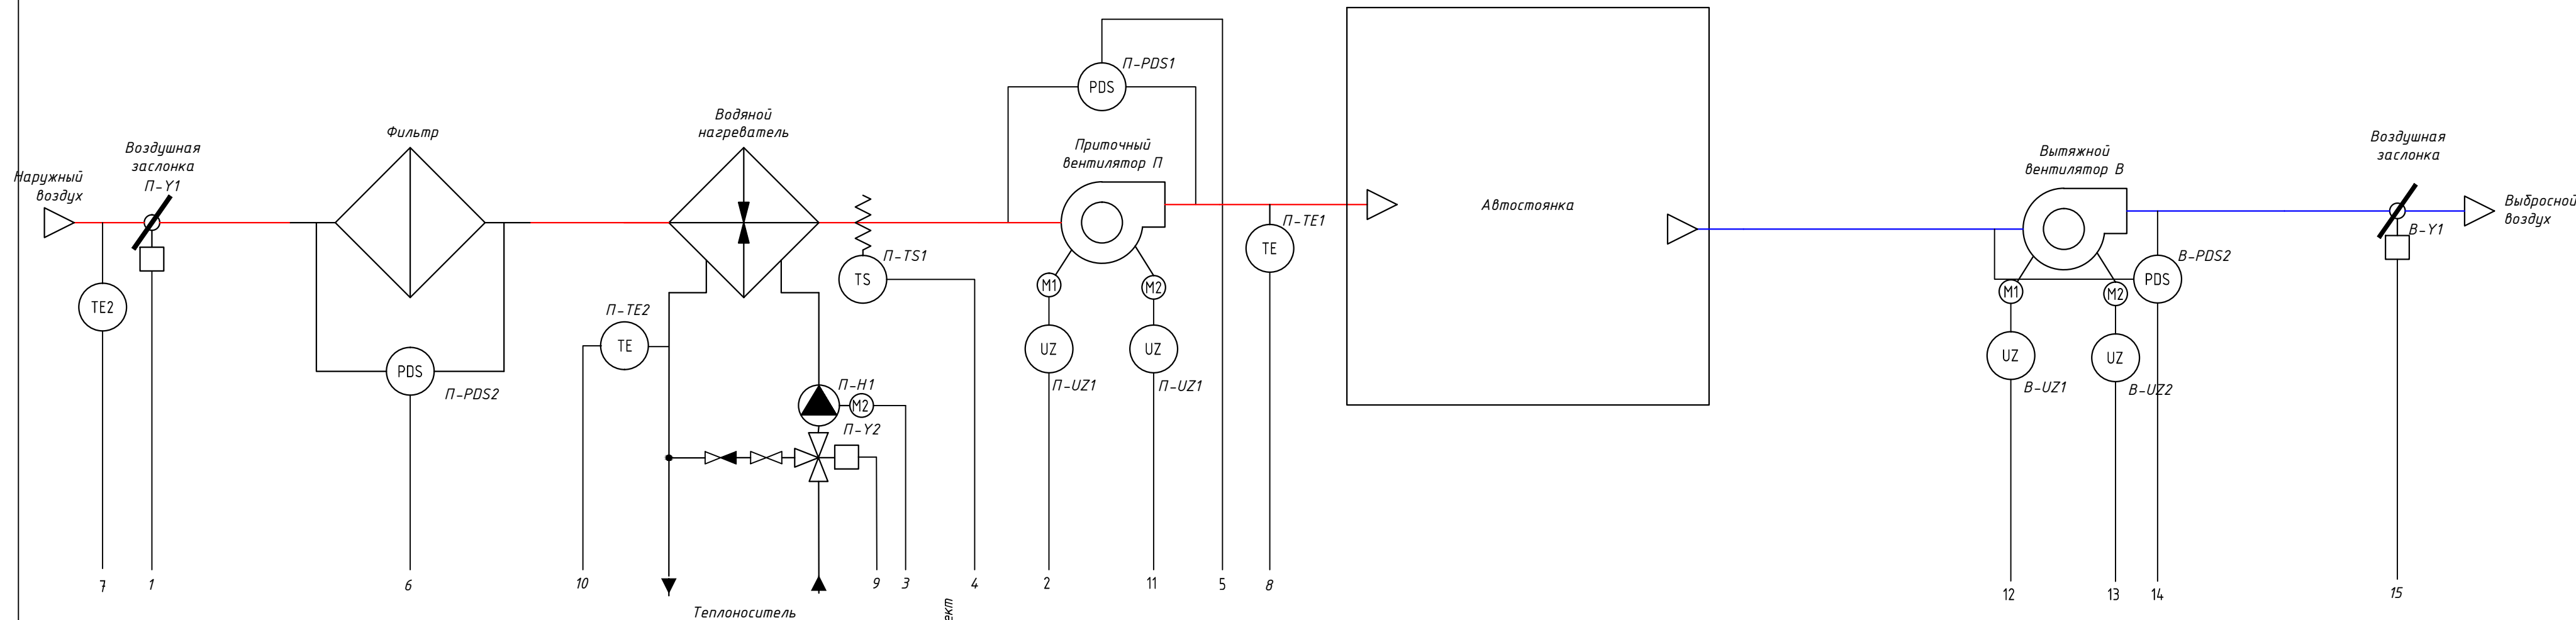 П-PDS1
PDS
Водяной
нагреватель
Фильтр
Воздушная
заслонка
П-Y1
Наружный
воздух
Приточный
вентилятор П
Вытяжной
вентилятор В
Воздушная
заслонка
Автостоянка
Выбросной
воздух
П-TE1
TE
П-TS1
TS
M1
M2
В-Y1
В-PDS2
PDS
M1
M2
TE2
П-TE2
TE
UZ
UZ
UZ
UZ
PDS
П-PDS2
П-H1
M2
П-Y2
П-UZ1
П-UZ1
В-UZ1
В-UZ2
7
1
6
10
9
3
4
2
11
5
8
12
13
14
15
Теплоноситель
ект